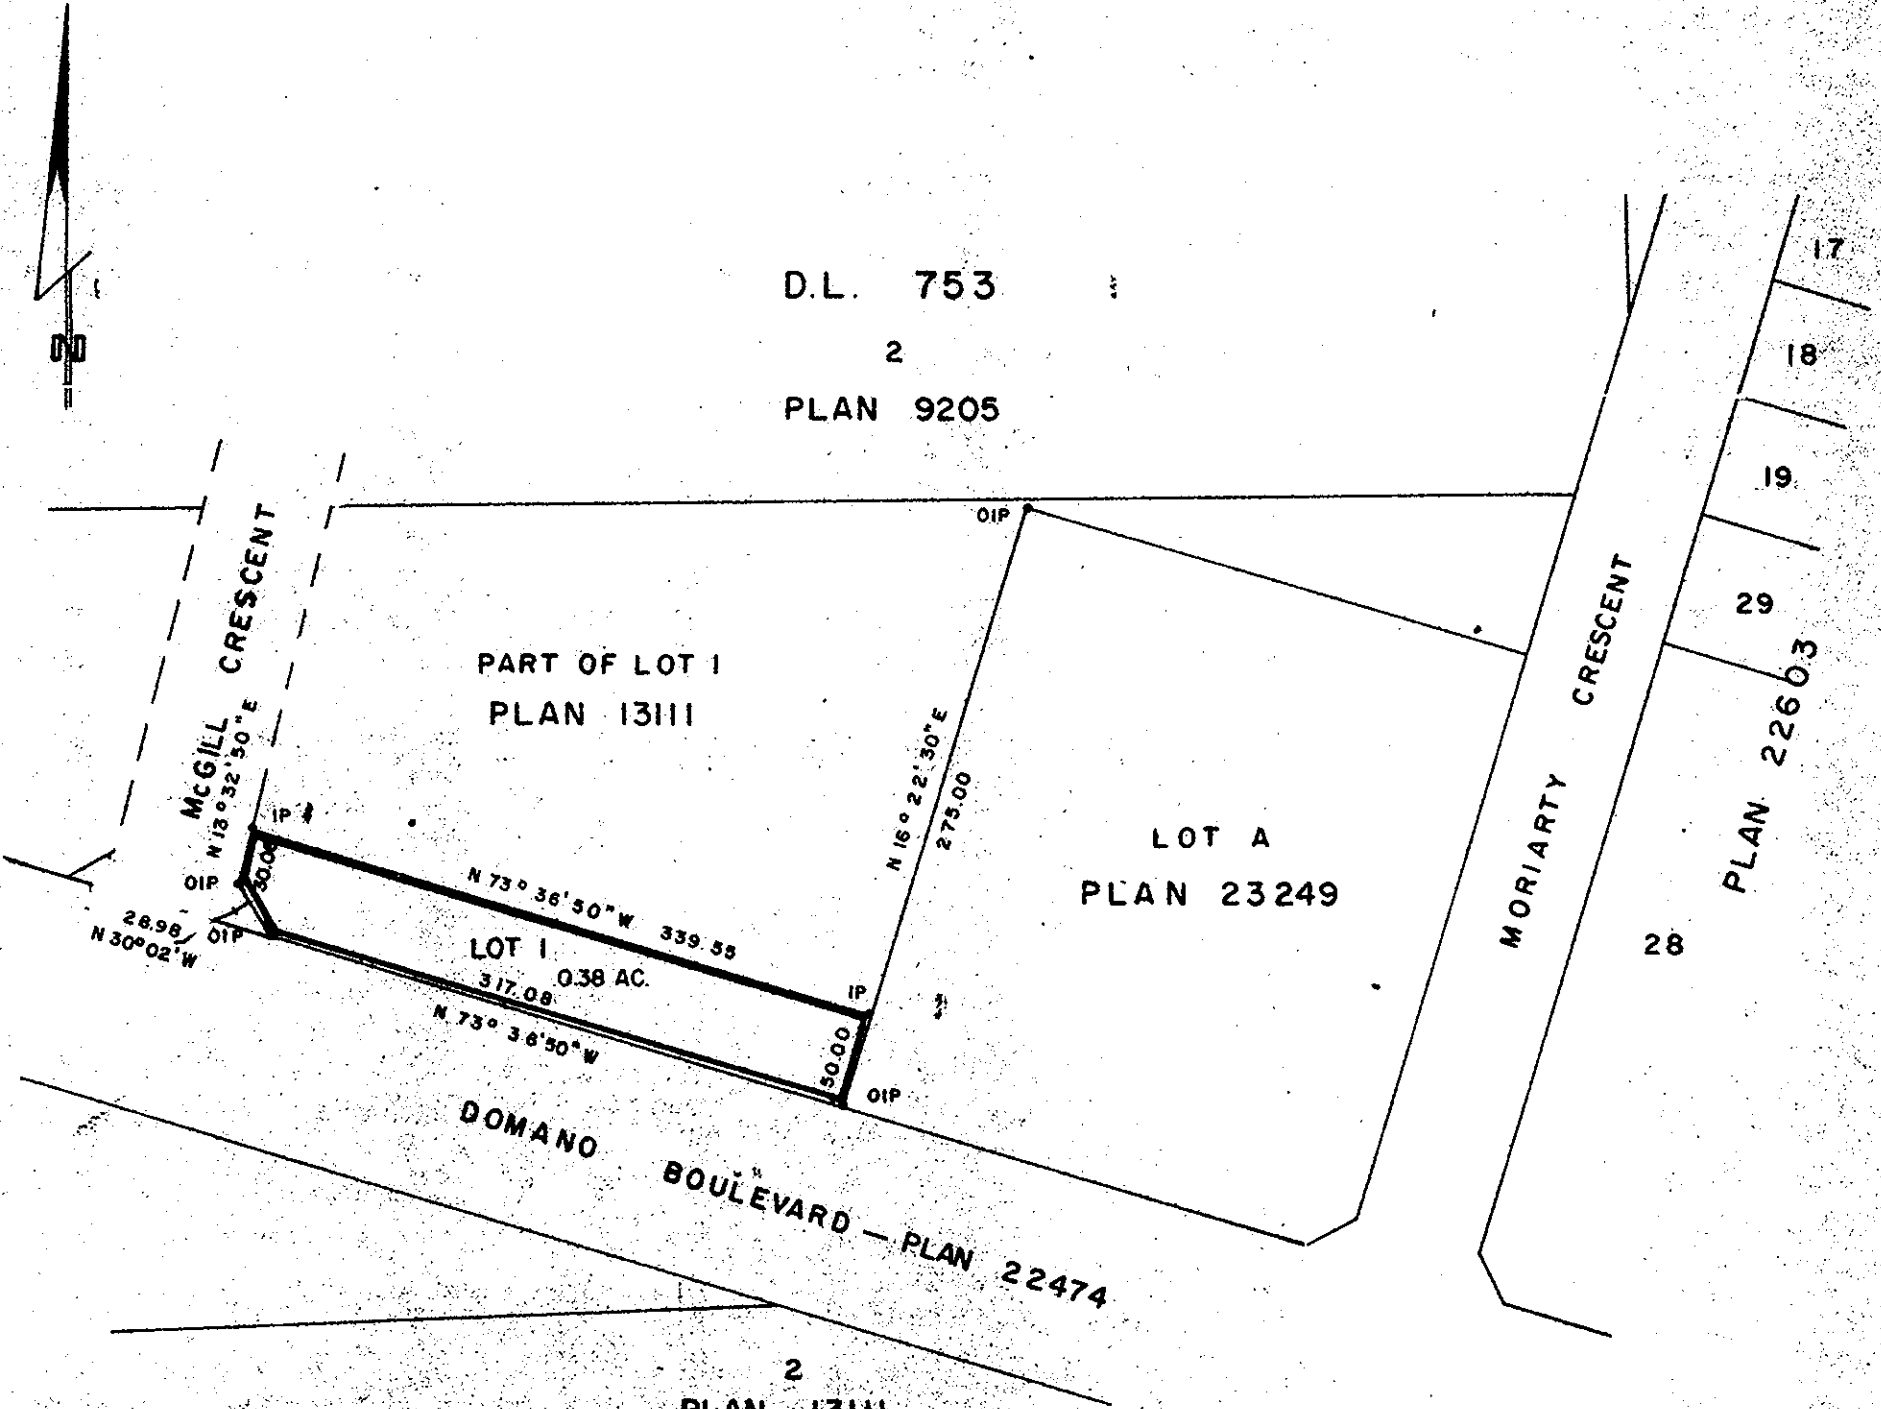 D.L. 753
2
PLAN 9205
17
18
19
29
28
PLAN 22603
MORIARTY CRESCENT
McGILL CRESCENT
N 13° 32' 50" E
PART OF LOT 1
PLAN 13111
OIP
N 16° 22' 30" E
275.00
LOT A
PLAN 23249
IP
OIP
30.00
28.98
N 30° 02' W
OIP
N 73° 36' 50" W 339.55
LOT 1
0.38 AC.
317.08
N 73° 36' 50" W
IP
50.00
OIP
DOMANO BOULEVARD — PLAN 22474
2
PLAN 13111